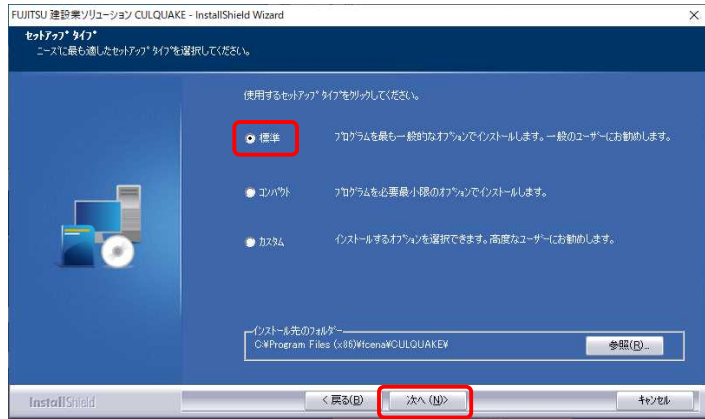 FUJITSU 建設業ソリューション CULQUAKE - InstallShield Wizard
セットアップ タイプ
ニーズに最も適したセットアップ タイプを選択してください。
使用するセットアップ タイプをクリックしてください。
標準 プログラムを最も一般的なオプションでインストールします。一般のユーザーにお勧めします。
コンパクト プログラムを必要最小限のオプションでインストールします。
カスタム インストールするオプションを選択できます。高度なユーザーにお勧めします。
インストール先のフォルダー
C:¥Program Files (x86)¥fcena¥CULQUAKE¥ 参照(R)...
InstallShield < 戻る(B) 次へ (N)> キャンセル